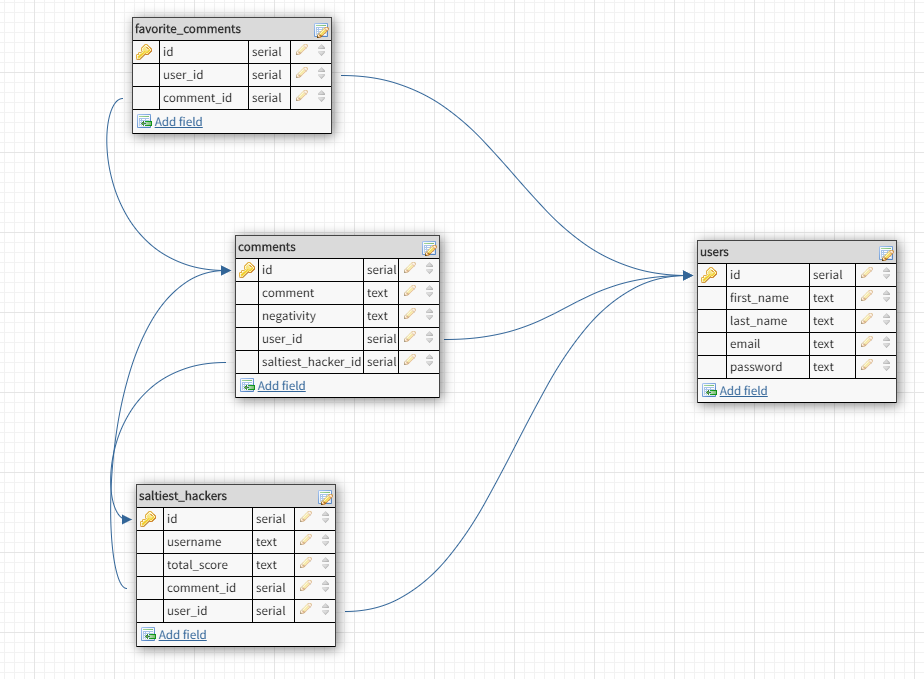 favorite_comments
id serial
user_id serial
comment_id serial
Add field
comments
id serial
comment text
negativity text
user_id serial
saltiest_hacker_id serial
Add field
users
id serial
first_name text
last_name text
email text
password text
Add field
saltiest_hackers
id serial
username text
total_score text
comment_id serial
user_id serial
Add field